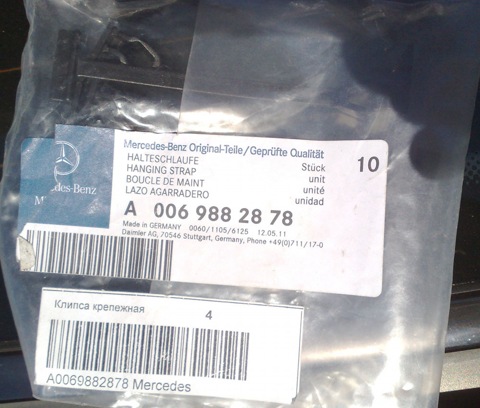 Mercedes-Benz Original-Teile/Geprüfte Qualität
HALTESCHLAUFE Stück 10
HANGING STRAP unit
BOUCLE DE MAINT unité
LAZO AGARRADERO unidad
des-Benz
A 006 988 28 78
Made in GERMANY 0060/1105/6125 12.05.11
Daimler AG, 70546 Stuttgart, Germany, Phone +49(0)711/17-0
Клипса крепежная 4
A0069882878 Mercedes